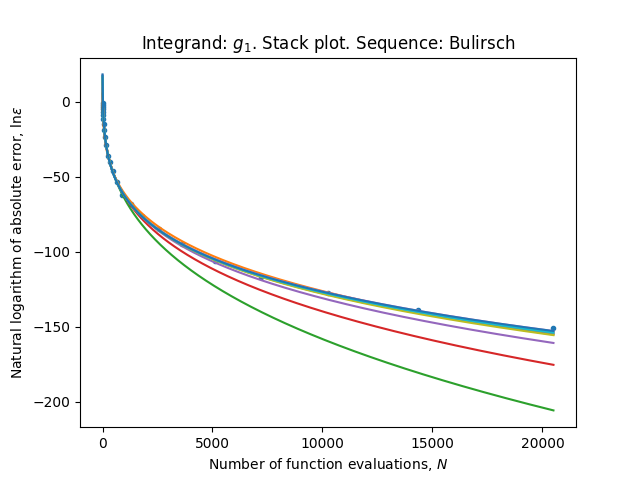 Integrand: g₁. Stack plot. Sequence: Bulirsch
Natural logarithm of absolute error, lnε
0
−50
−100
−150
−200
0 5000 10000 15000 20000
Number of function evaluations, N